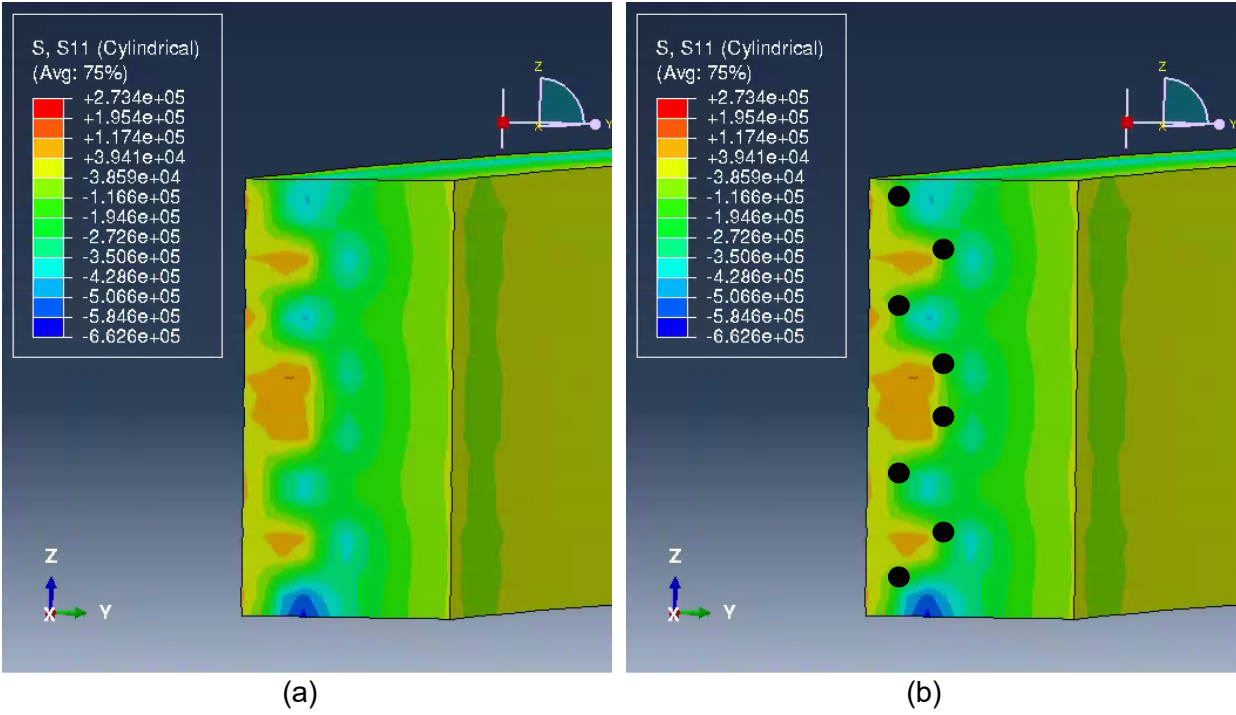 S, S11 (Cylindrical)
(Avg: 75%)
+2.734e+05
+1.954e+05
+1.174e+05
+3.941e+04
-3.859e+04
-1.166e+05
-1.946e+05
-2.726e+05
-3.506e+05
-4.286e+05
-5.066e+05
-5.846e+05
-6.626e+05
Z
X
Y
Z
X
Y
(a)
S, S11 (Cylindrical)
(Avg: 75%)
+2.734e+05
+1.954e+05
+1.174e+05
+3.941e+04
-3.859e+04
-1.166e+05
-1.946e+05
-2.726e+05
-3.506e+05
-4.286e+05
-5.066e+05
-5.846e+05
-6.626e+05
Z
X
Y
Z
X
Y
(b)